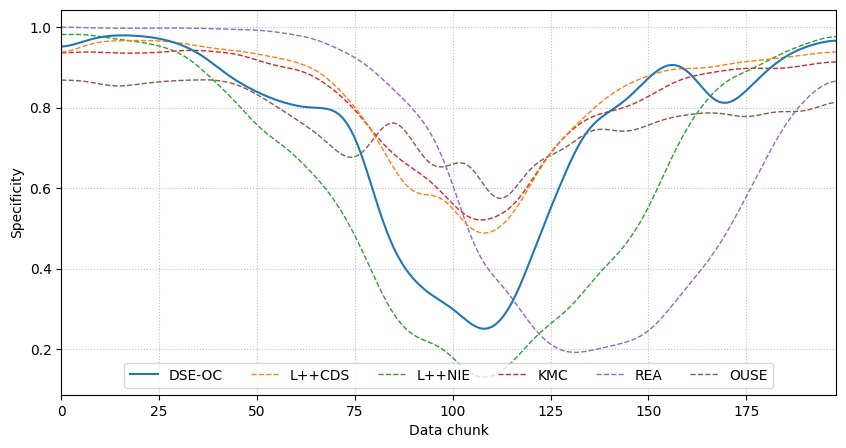 1.0
0.8
0.6
0.4
0.2
Specificity
DSE-OC L++CDS L++NIE KMC REA OUSE
0 25 50 75 100 125 150 175
Data chunk